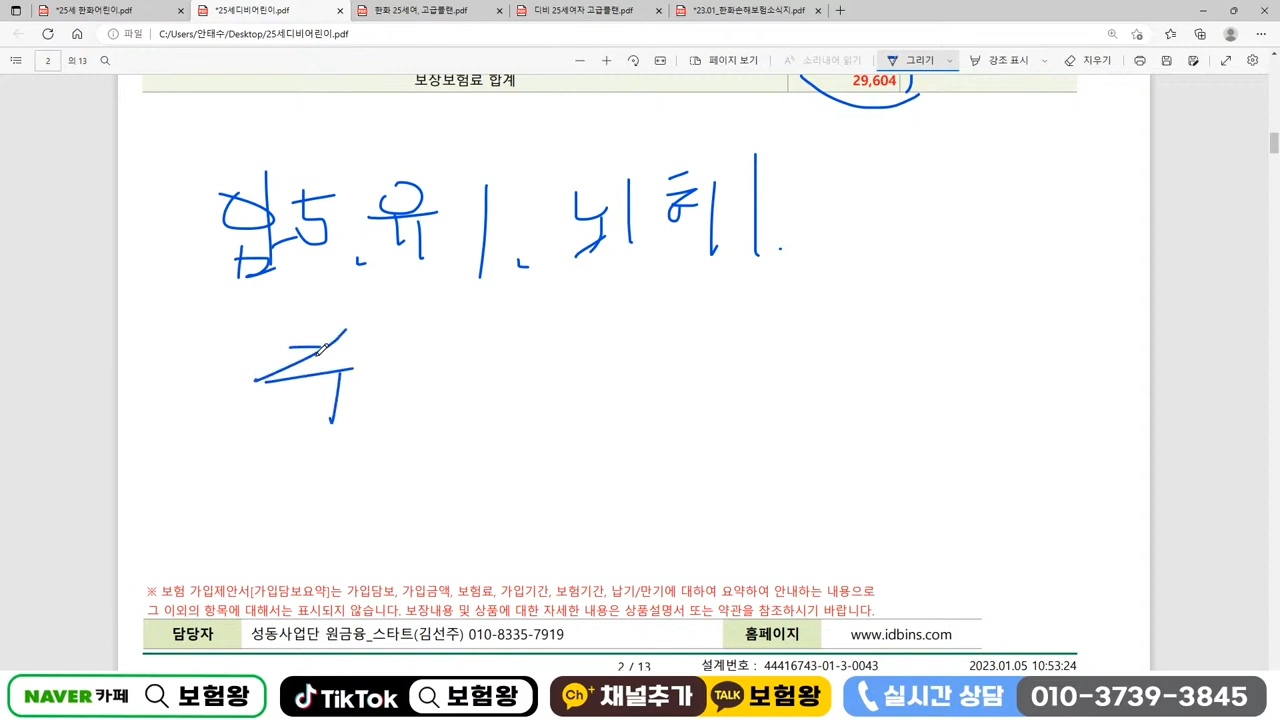 *25세 한화어린이.pdf × *25세디비어린이.pdf × 한화 25세여, 고급플랜.pdf × 디비 25세여자 고급플랜.pdf × *23.01_한화손해보험소식지.pdf × +
파일 C:/Users/안태수/Desktop/25세디비어린이.pdf
2 의 13 페이지 보기 소리내어 읽기 그리기 강조 표시 지우기
보상보험료 합계 29,604
암5. 유1. 뇌허1.
주
※ 보험 가입제안서[가입담보요약]는 가입담보, 가입금액, 보험료, 가입기간, 보험기간, 납기/만기에 대하여 요약하여 안내하는 내용으로
그 이외의 항목에 대해서는 표시되지 않습니다. 보장내용 및 상품에 대한 자세한 내용은 상품설명서 또는 약관을 참조하시기 바랍니다.
담당자 성동사업단 원금융_스타트(김선주) 010-8335-7919 홈페이지 www.idbins.com
2 / 13 설계번호 : 44416743-01-3-0043 2023.01.05 10:53:24
NAVER 카페 보험왕 TikTok 보험왕 Ch+ 채널추가 TALK 보험왕 실시간 상담 010-3739-3845